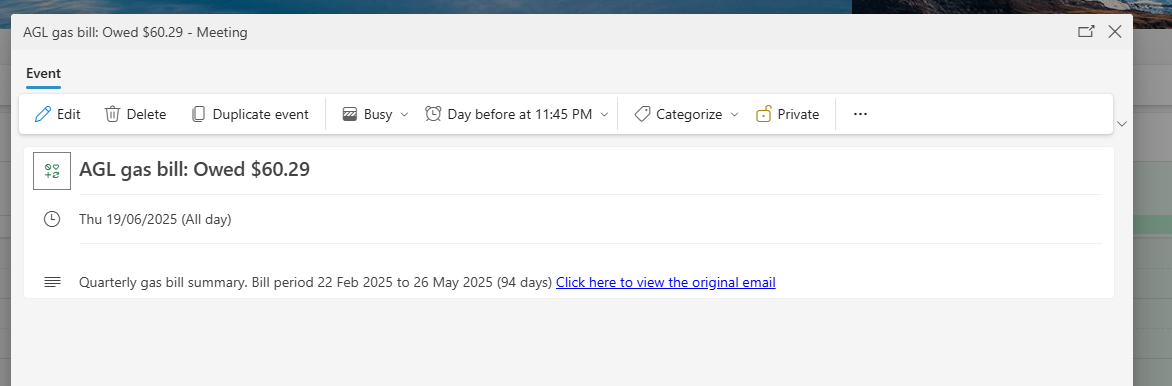 AGL gas bill: Owed $60.29 - Meeting
Event
Edit Delete Duplicate event Busy Day before at 11:45 PM Categorize Private ...
AGL gas bill: Owed $60.29
Thu 19/06/2025 (All day)
Quarterly gas bill summary. Bill period 22 Feb 2025 to 26 May 2025 (94 days) Click here to view the original email